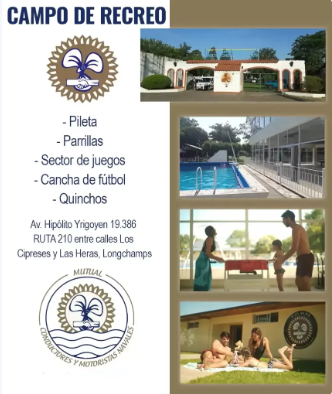 CAMPO DE RECREO
- Pileta
- Parrillas
- Sector de juegos
- Cancha de fútbol
- Quinchos
Av. Hipólito Yrigoyen 19.386
RUTA 210 entre calles Los
Cipreses y Las Heras, Longchamps
MUTUAL
CONDUCTORES Y MOTORISTAS NAVALES